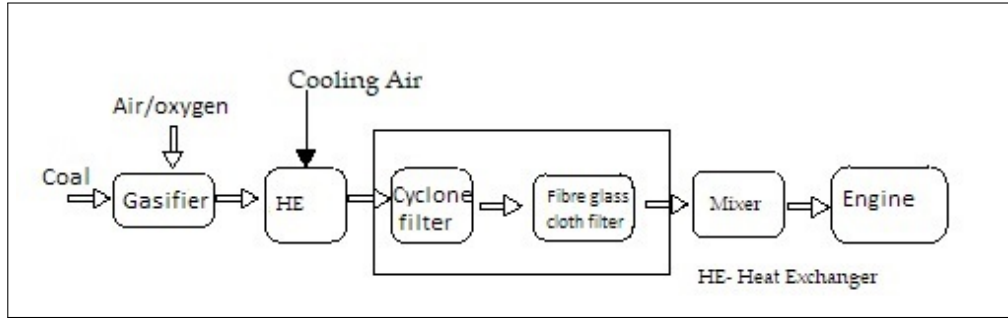 Cooling Air
Air/oxygen
Coal
Gasifier
HE
Cyclone
filter
Fibre glass
cloth filter
Mixer
Engine
HE- Heat Exchanger